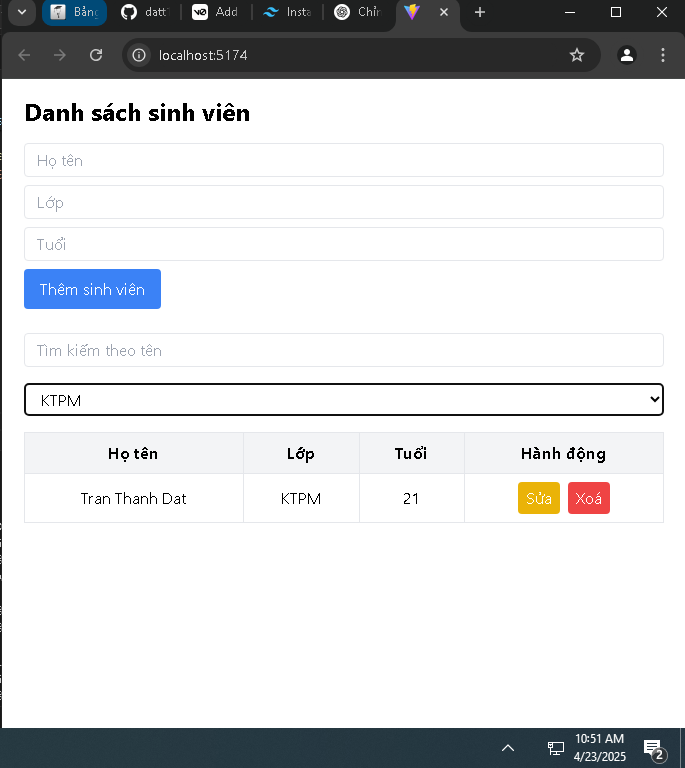 Bảng
datt
Add
Insta
Chỉn
localhost:5174
Danh sách sinh viên
Họ tên
Lớp
Tuổi
Thêm sinh viên
Tìm kiếm theo tên
KTPM
Họ tên Lớp Tuổi Hành động
Tran Thanh Dat KTPM 21 Sửa Xoá
10:51 AM
4/23/2025
2